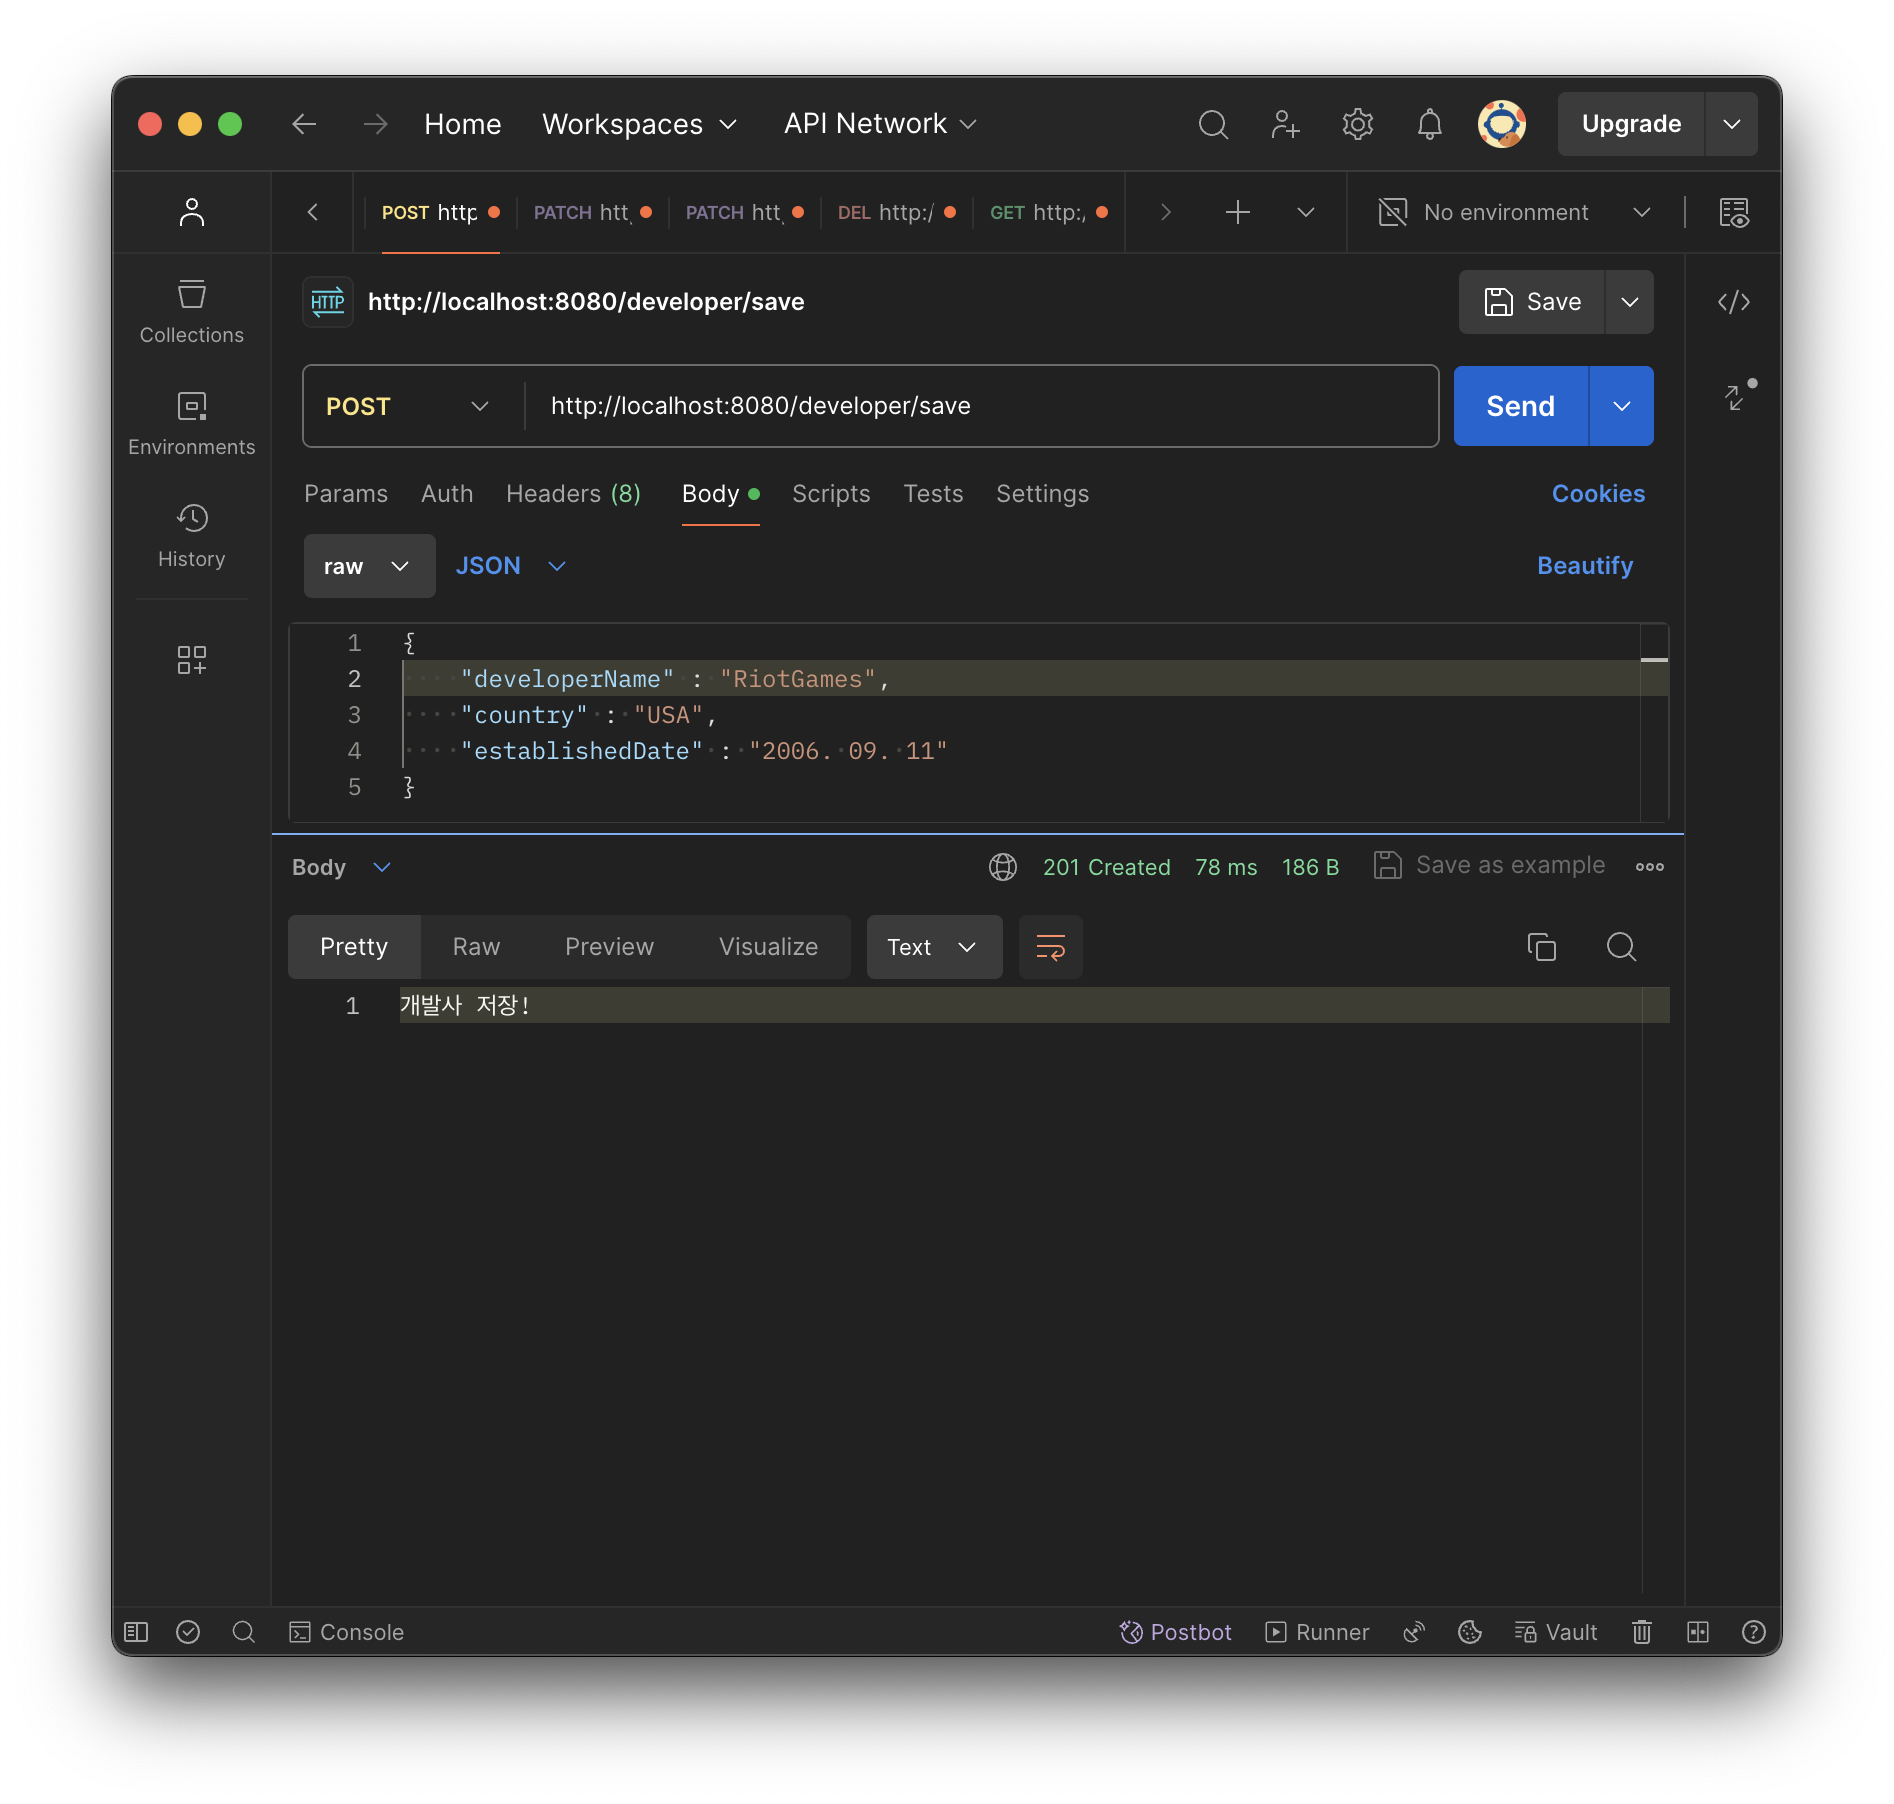 Home Workspaces API Network Upgrade
POST http PATCH htt PATCH htt DEL http:/ GET http:/ No environment
HTTP http://localhost:8080/developer/save Save
POST http://localhost:8080/developer/save Send
Collections
Environments
History
Params Auth Headers (8) Body Scripts Tests Settings Cookies
raw JSON Beautify
1 {
2 "developerName" : "RiotGames",
3 "country" : "USA",
4 "establishedDate" : "2006. 09. 11"
5 }
Body 201 Created 78 ms 186 B Save as example
Pretty Raw Preview Visualize Text
1 개발사 저장!
Console Postbot Runner Vault